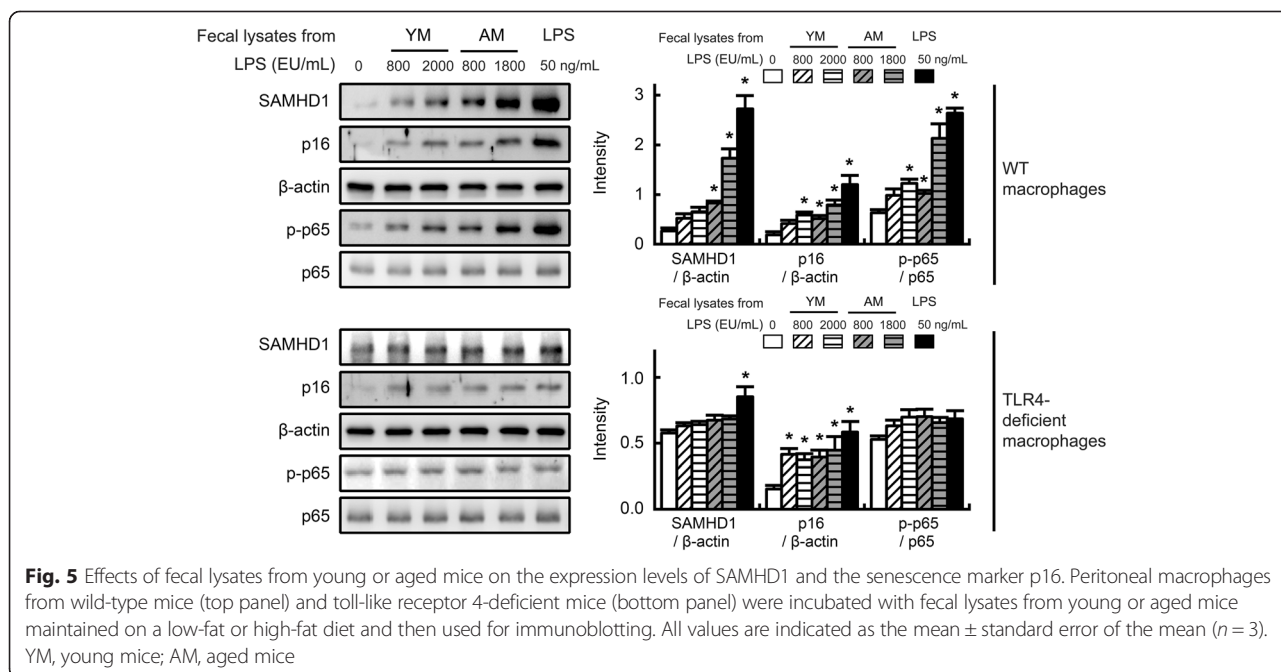 Fecal lysates from YM AM LPS
LPS (EU/mL) 0 800 2000 800 1800 50 ng/mL
SAMHD1
p16
β-actin
p-p65
p65
Fecal lysates from YM AM LPS
LPS (EU/mL) 0 800 2000 800 1800 50 ng/mL
Intensity
3
2
1
0
* * * * * * * * * * *
SAMHD1 / β-actin
p16 / β-actin
p-p65 / p65
WT macrophages
SAMHD1
p16
β-actin
p-p65
p65
Fecal lysates from YM AM LPS
LPS (EU/mL) 0 800 2000 800 1800 50 ng/mL
Intensity
1.0
0.5
0.0
* * * * * *
SAMHD1 / β-actin
p16 / β-actin
p-p65 / p65
TLR4-deficient macrophages
Fig. 5 Effects of fecal lysates from young or aged mice on the expression levels of SAMHD1 and the senescence marker p16. Peritoneal macrophages
from wild-type mice (top panel) and toll-like receptor 4-deficient mice (bottom panel) were incubated with fecal lysates from young or aged mice
maintained on a low-fat or high-fat diet and then used for immunoblotting. All values are indicated as the mean ± standard error of the mean (n = 3).
YM, young mice; AM, aged mice